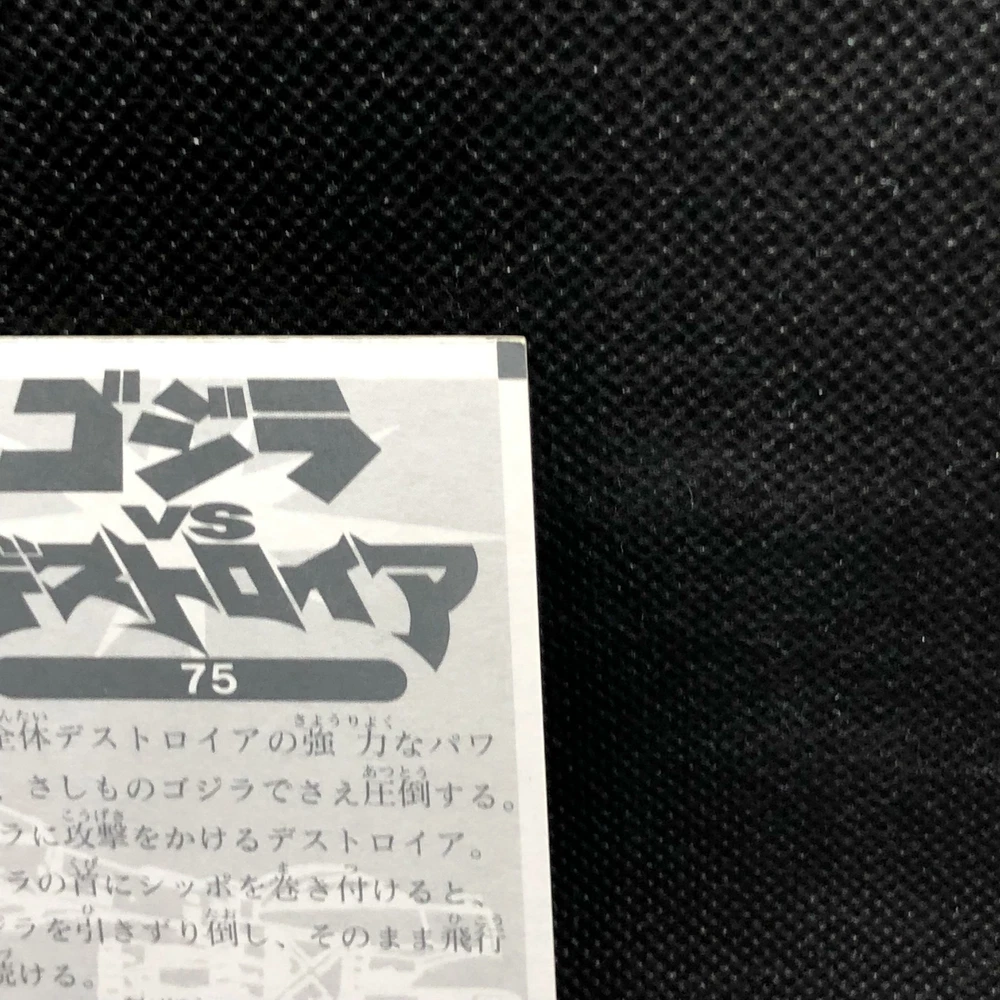 ゴジラ
VS
デストロイア
75
全体デストロイアの強力なパワ
、さしものゴジラでさえ圧倒する。
ラに攻撃をかけるデストロイア。
ラの首にシッポを巻き付けると、
ジラを引きずり倒し、そのまま飛行
続ける。